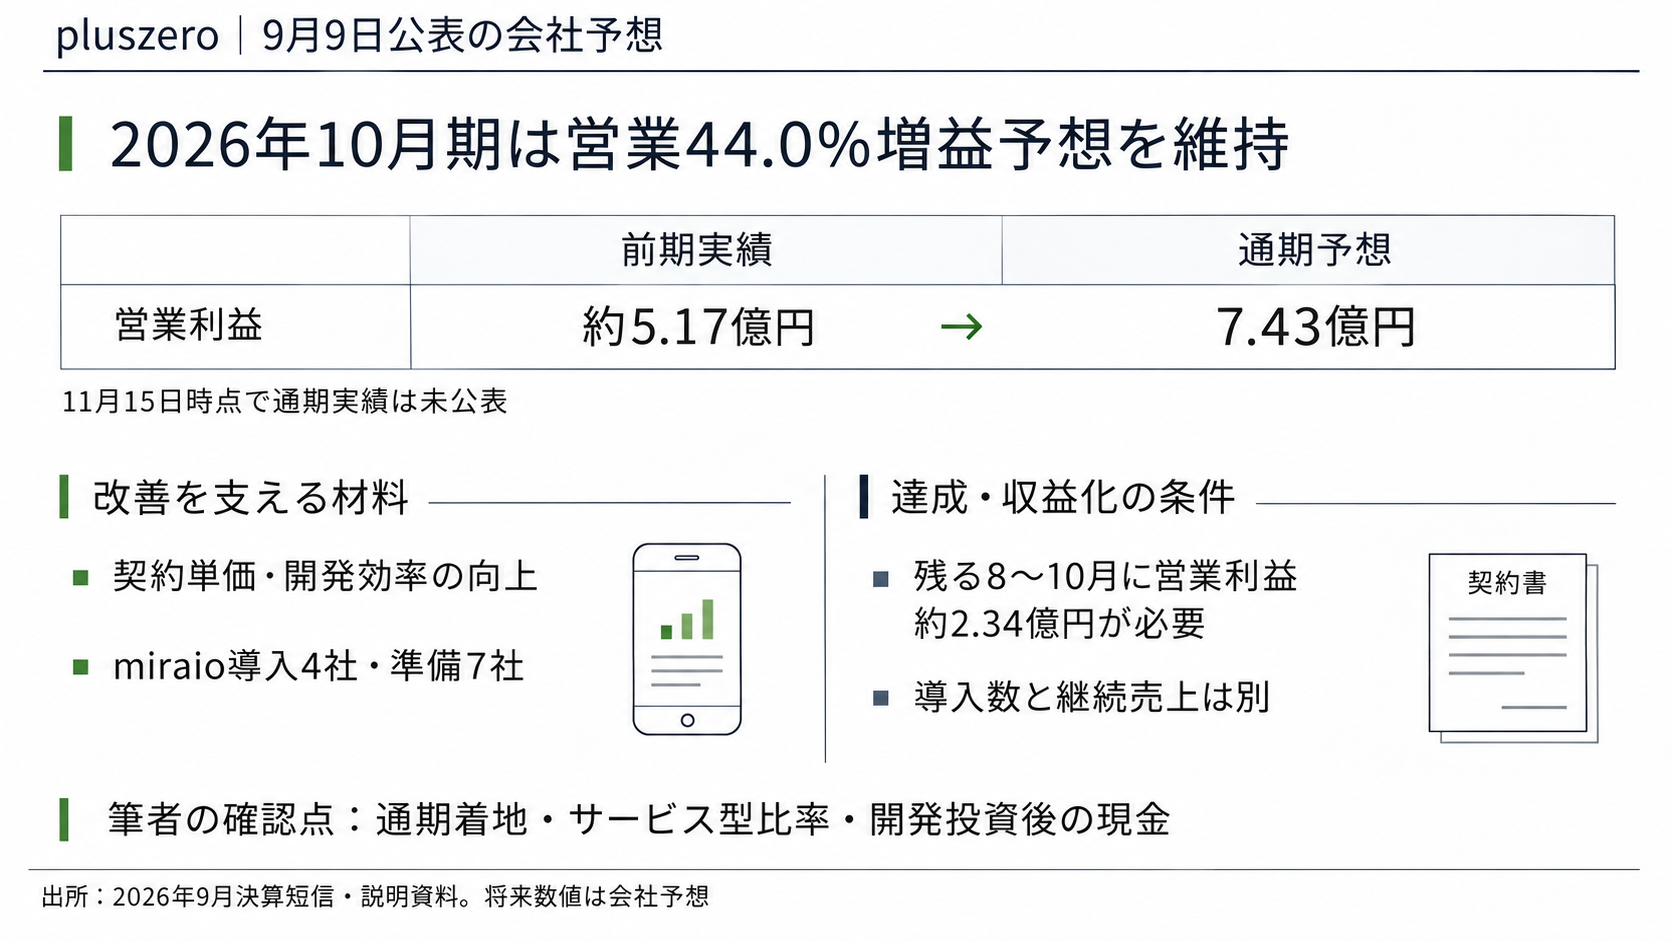 pluszero｜9月9日公表の会社予想
2026年10月期は営業44.0%増益予想を維持
前期実績 通期予想
営業利益 約5.17億円 → 7.43億円
11月15日時点で通期実績は未公表
改善を支える材料
契約単価・開発効率の向上
miraio導入4社・準備7社
達成・収益化の条件
残る8〜10月に営業利益
約2.34億円が必要
導入数と継続売上は別
契約書
筆者の確認点：通期着地・サービス型比率・開発投資後の現金
出所：2026年9月決算短信・説明資料。将来数値は会社予想